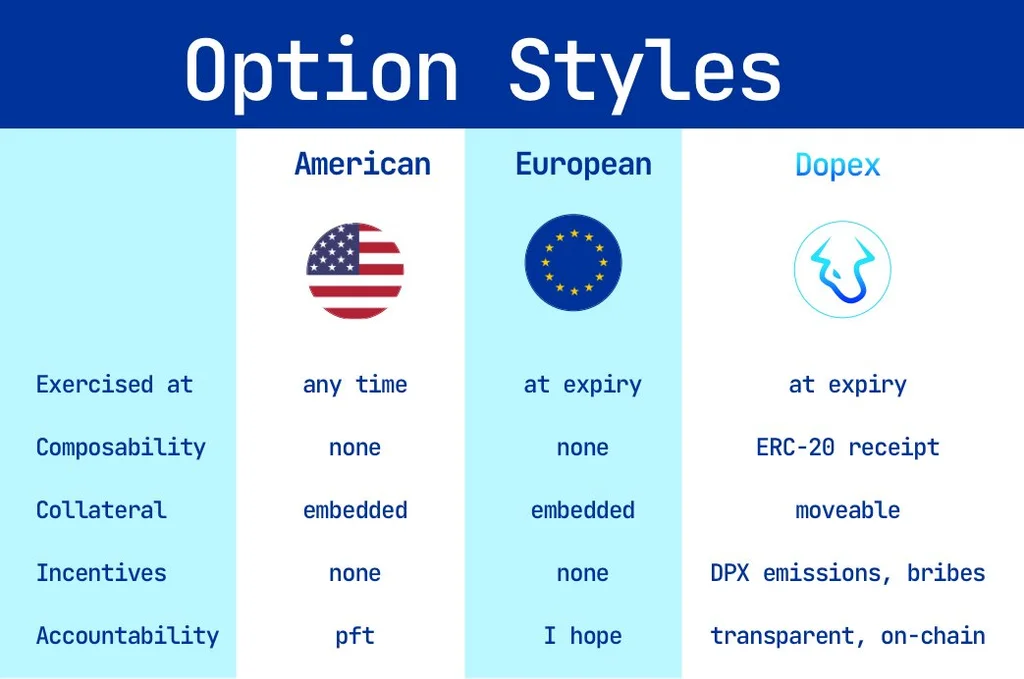 Option Styles
American European Dopex
Exercised at any time at expiry at expiry
Composability none none ERC-20 receipt
Collateral embedded embedded moveable
Incentives none none DPX emissions, bribes
Accountability pft I hope transparent, on-chain